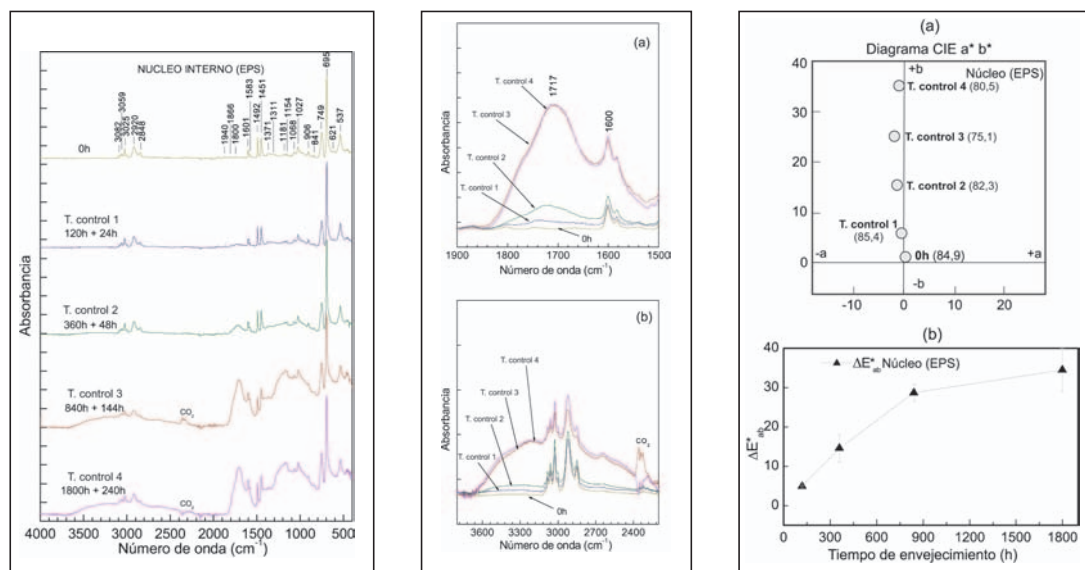 NUCLEO INTERNO (EPS)
3082
3059
3025
2920
2848
1940
1866
1800
1601
1583
1492
1451
1371
1311
1181
1154
1068
1027
906
841
749
695
621
537
0h
T. control 1
120h + 24h
T. control 2
360h + 48h
T. control 3
840h + 144h
CO2
T. control 4
1800h + 240h
CO2
4000 3500 3000 2500 2000 1500 1000 500
Número de onda (cm-1)
Absorbancia
(a)
1717
T. control 4
T. control 3
1600
T. control 2
T. control 1
0h
1900 1800 1700 1600 1500
Número de onda (cm-1)
Absorbancia
(b)
T. control 4
T. control 3
T. control 2
T. control 1
CO2
0h
3600 3300 3000 2700 2400
Número de onda (cm-1)
Absorbancia
(a)
Diagrama CIE a* b*
40
30
20
10
0
+b
Núcleo (EPS)
T. control 4 (80,5)
T. control 3 (75,1)
T. control 2 (82,3)
T. control 1
(85,4)
0h (84,9)
-a
+a
-b
-10 0 10 20
(b)
40
30
20
10
0
ΔE*ab Núcleo (EPS)
ΔE*ab
0 300 600 900 1200 1500 1800
Tiempo de envejecimiento (h)